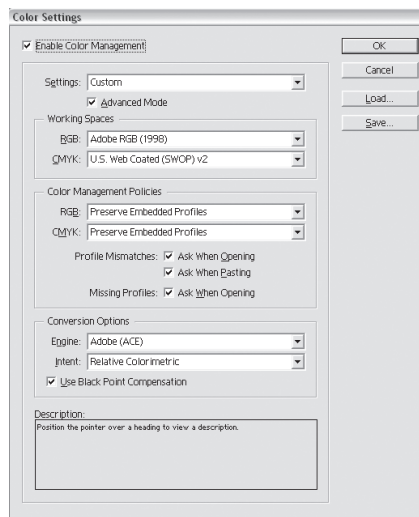 Color Settings
Enable Color Management
OK
Cancel
Load...
Save...
Settings: Custom
Advanced Mode
Working Spaces
RGB: Adobe RGB (1998)
CMYK: U.S. Web Coated (SWOP) v2
Color Management Policies
RGB: Preserve Embedded Profiles
CMYK: Preserve Embedded Profiles
Profile Mismatches: Ask When Opening
Ask When Pasting
Missing Profiles: Ask When Opening
Conversion Options
Engine: Adobe (ACE)
Intent: Relative Colorimetric
Use Black Point Compensation
Description:
Position the pointer over a heading to view a description.